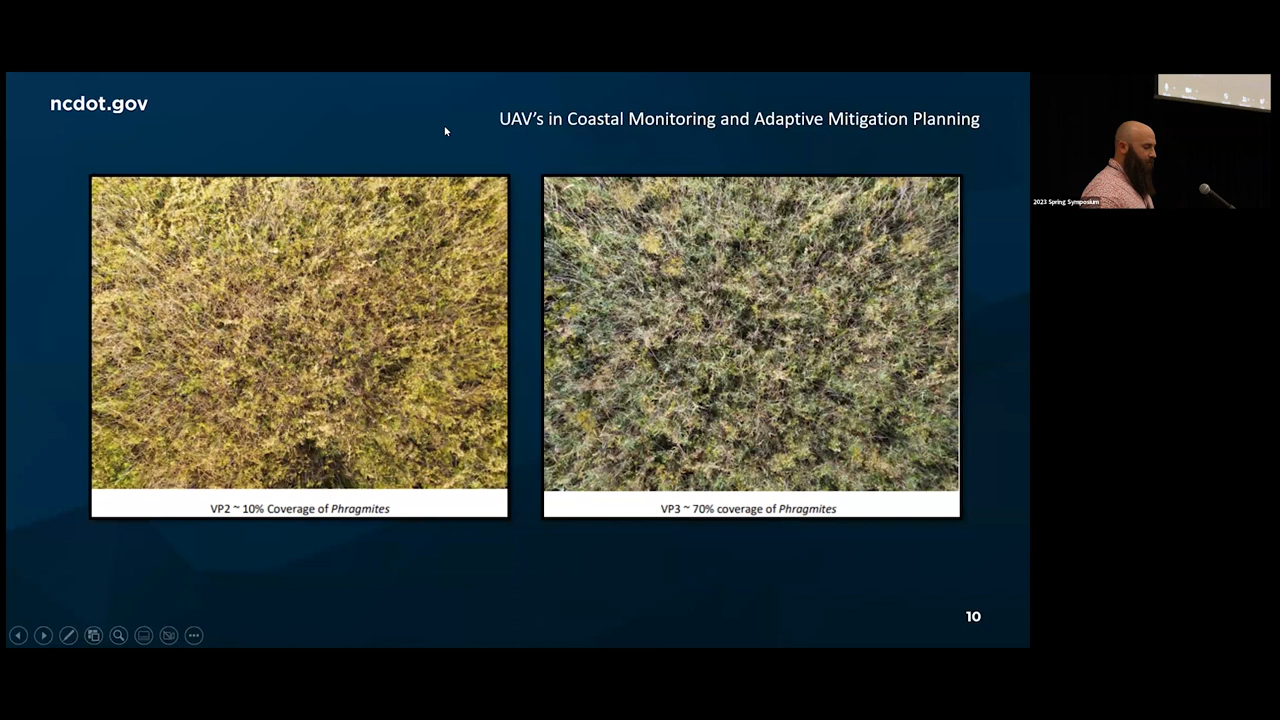 ncdot.gov
UAV's in Coastal Monitoring and Adaptive Mitigation Planning
VP2 ~ 10% Coverage of Phragmites
VP3 ~ 70% coverage of Phragmites
10
2023 Spring Symposium